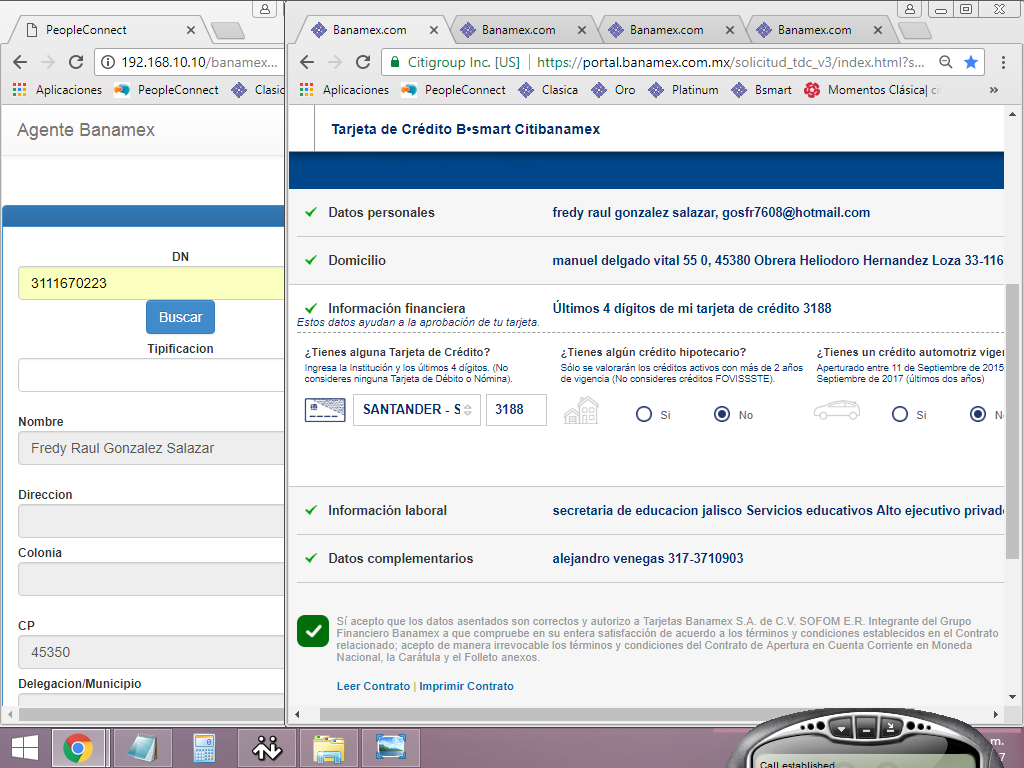 PeopleConnect
192.168.10.10/banamex...
Aplicaciones
PeopleConnect
Clasic
Agente Banamex
DN
3111670223
Buscar
Tipificacion
Nombre
Fredy Raul Gonzalez Salazar
Direccion
Colonia
CP
45350
Delegacion/Municipio
Banamex.com
Banamex.com
Banamex.com
Banamex.com
Citigroup Inc. [US]
https://portal.banamex.com.mx/solicitud_tdc_v3/index.html?s...
Aplicaciones
PeopleConnect
Clasica
Oro
Platinum
Bsmart
Momentos Clásica| ci
»
Tarjeta de Crédito B•smart Citibanamex
Datos personales
fredy raul gonzalez salazar, gosfr7608@hotmail.com
Domicilio
manuel delgado vital 55 0, 45380 Obrera Heliodoro Hernandez Loza 33-116
Información financiera
Últimos 4 dígitos de mi tarjeta de crédito 3188
Estos datos ayudan a la aprobación de tu tarjeta.
¿Tienes alguna Tarjeta de Crédito?
Ingresa la Institución y los últimos 4 dígitos. (No
consideres ninguna Tarjeta de Débito o Nómina).
SANTANDER - S
3188
¿Tienes algún crédito hipotecario?
Sólo se valorarán los créditos activos con más de 2 años
de vigencia (No consideres créditos FOVISSSTE).
Si
No
¿Tienes un crédito automotriz viger
Aperturado entre 11 de Septiembre de 2015
Septiembre de 2017 (últimos dos años)
Si
N
Información laboral
secretaria de educacion jalisco Servicios educativos Alto ejecutivo privado
Datos complementarios
alejandro venegas 317-3710903
Sí acepto que los datos asentados son correctos y autorizo a Tarjetas Banamex S.A. de C.V. SOFOM E.R. Integrante del Grupo
Financiero Banamex a que compruebe en su entera satisfacción de acuerdo a los términos y condiciones establecidos en el Contrato
relacionado; acepto de manera irrevocable los términos y condiciones del Contrato de Apertura en Cuenta Corriente en Moneda
Nacional, la Carátula y el Folleto anexos.
Leer Contrato | Imprimir Contrato
Call established
m.
7